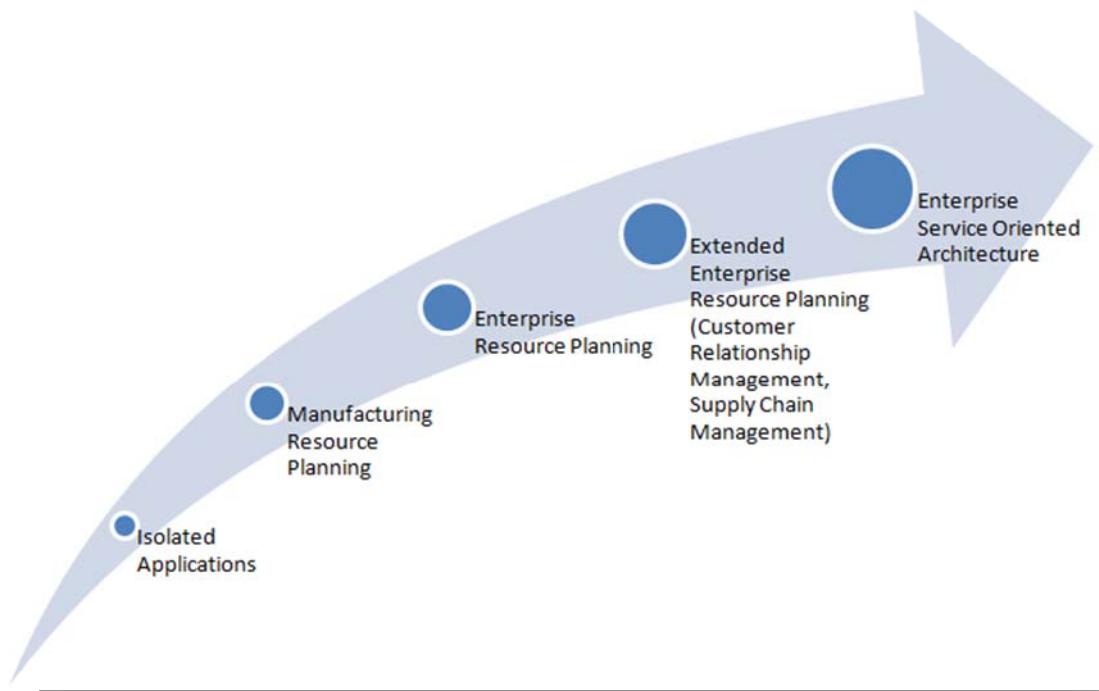 Isolated
Applications
Manufacturing
Resource
Planning
Enterprise
Resource Planning
Extended
Enterprise
Resource Planning
(Customer
Relationship
Management,
Supply Chain
Management)
Enterprise
Service Oriented
Architecture